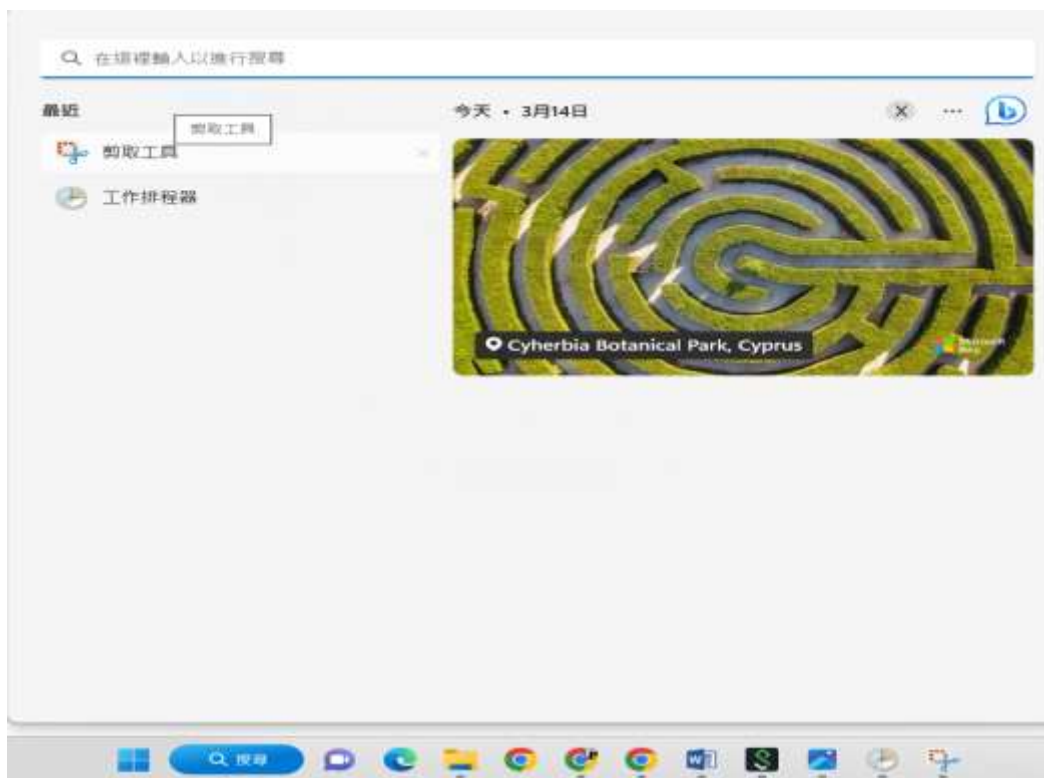 在這裡輸入以進行搜尋
最近
今天 • 3月14日
剪取工具
剪取工具
工作排程器
Cyherbia Botanical Park, Cyprus
Microsoft
Bing
搜尋